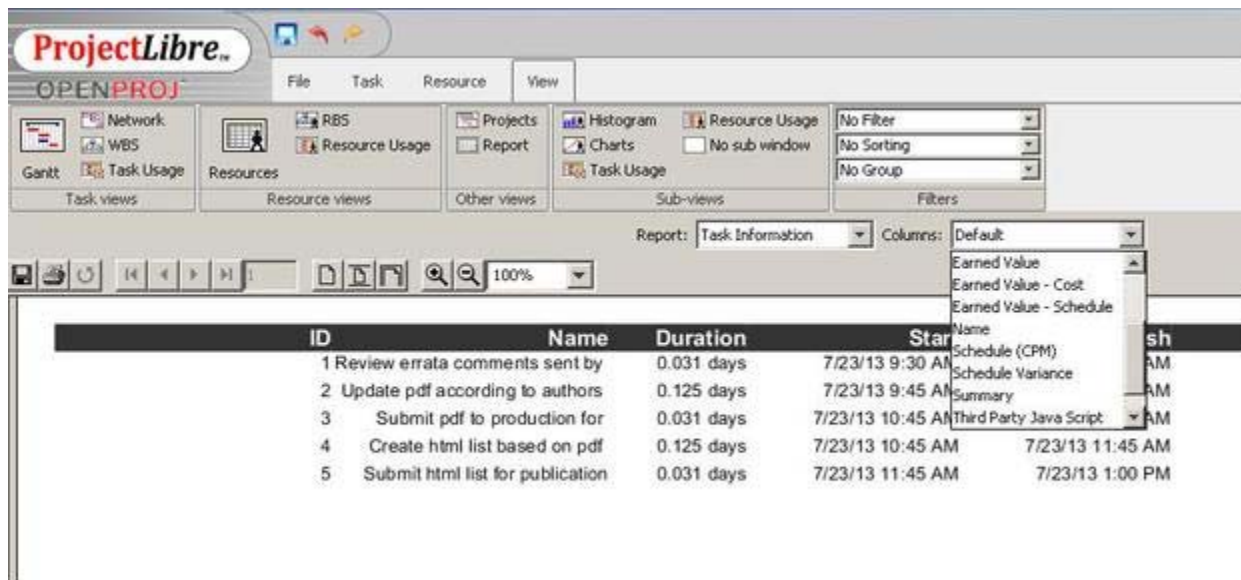 ProjectLibre™
OPENPROJ
File Task Resource View
Network RBS Projects Histogram Resource Usage No Filter
WBS Resource Usage Report Charts No sub window No Sorting
Gantt Task Usage Resources Task Usage No Group
Task views Resource views Other views Sub-views Filters
Report: Task Information Columns: Default
1 100%
Earned Value
Earned Value - Cost
Earned Value - Schedule
Name
Schedule (CPM)
Schedule Variance
Summary
Third Party Java Script
ID Name Duration Star sh
1 Review errata comments sent by 0.031 days 7/23/13 9:30 AM AM
2 Update pdf according to authors 0.125 days 7/23/13 9:45 AM AM
3 Submit pdf to production for 0.031 days 7/23/13 10:45 AM AM
4 Create html list based on pdf 0.125 days 7/23/13 10:45 AM 7/23/13 11:45 AM
5 Submit html list for publication 0.031 days 7/23/13 11:45 AM 7/23/13 1:00 PM